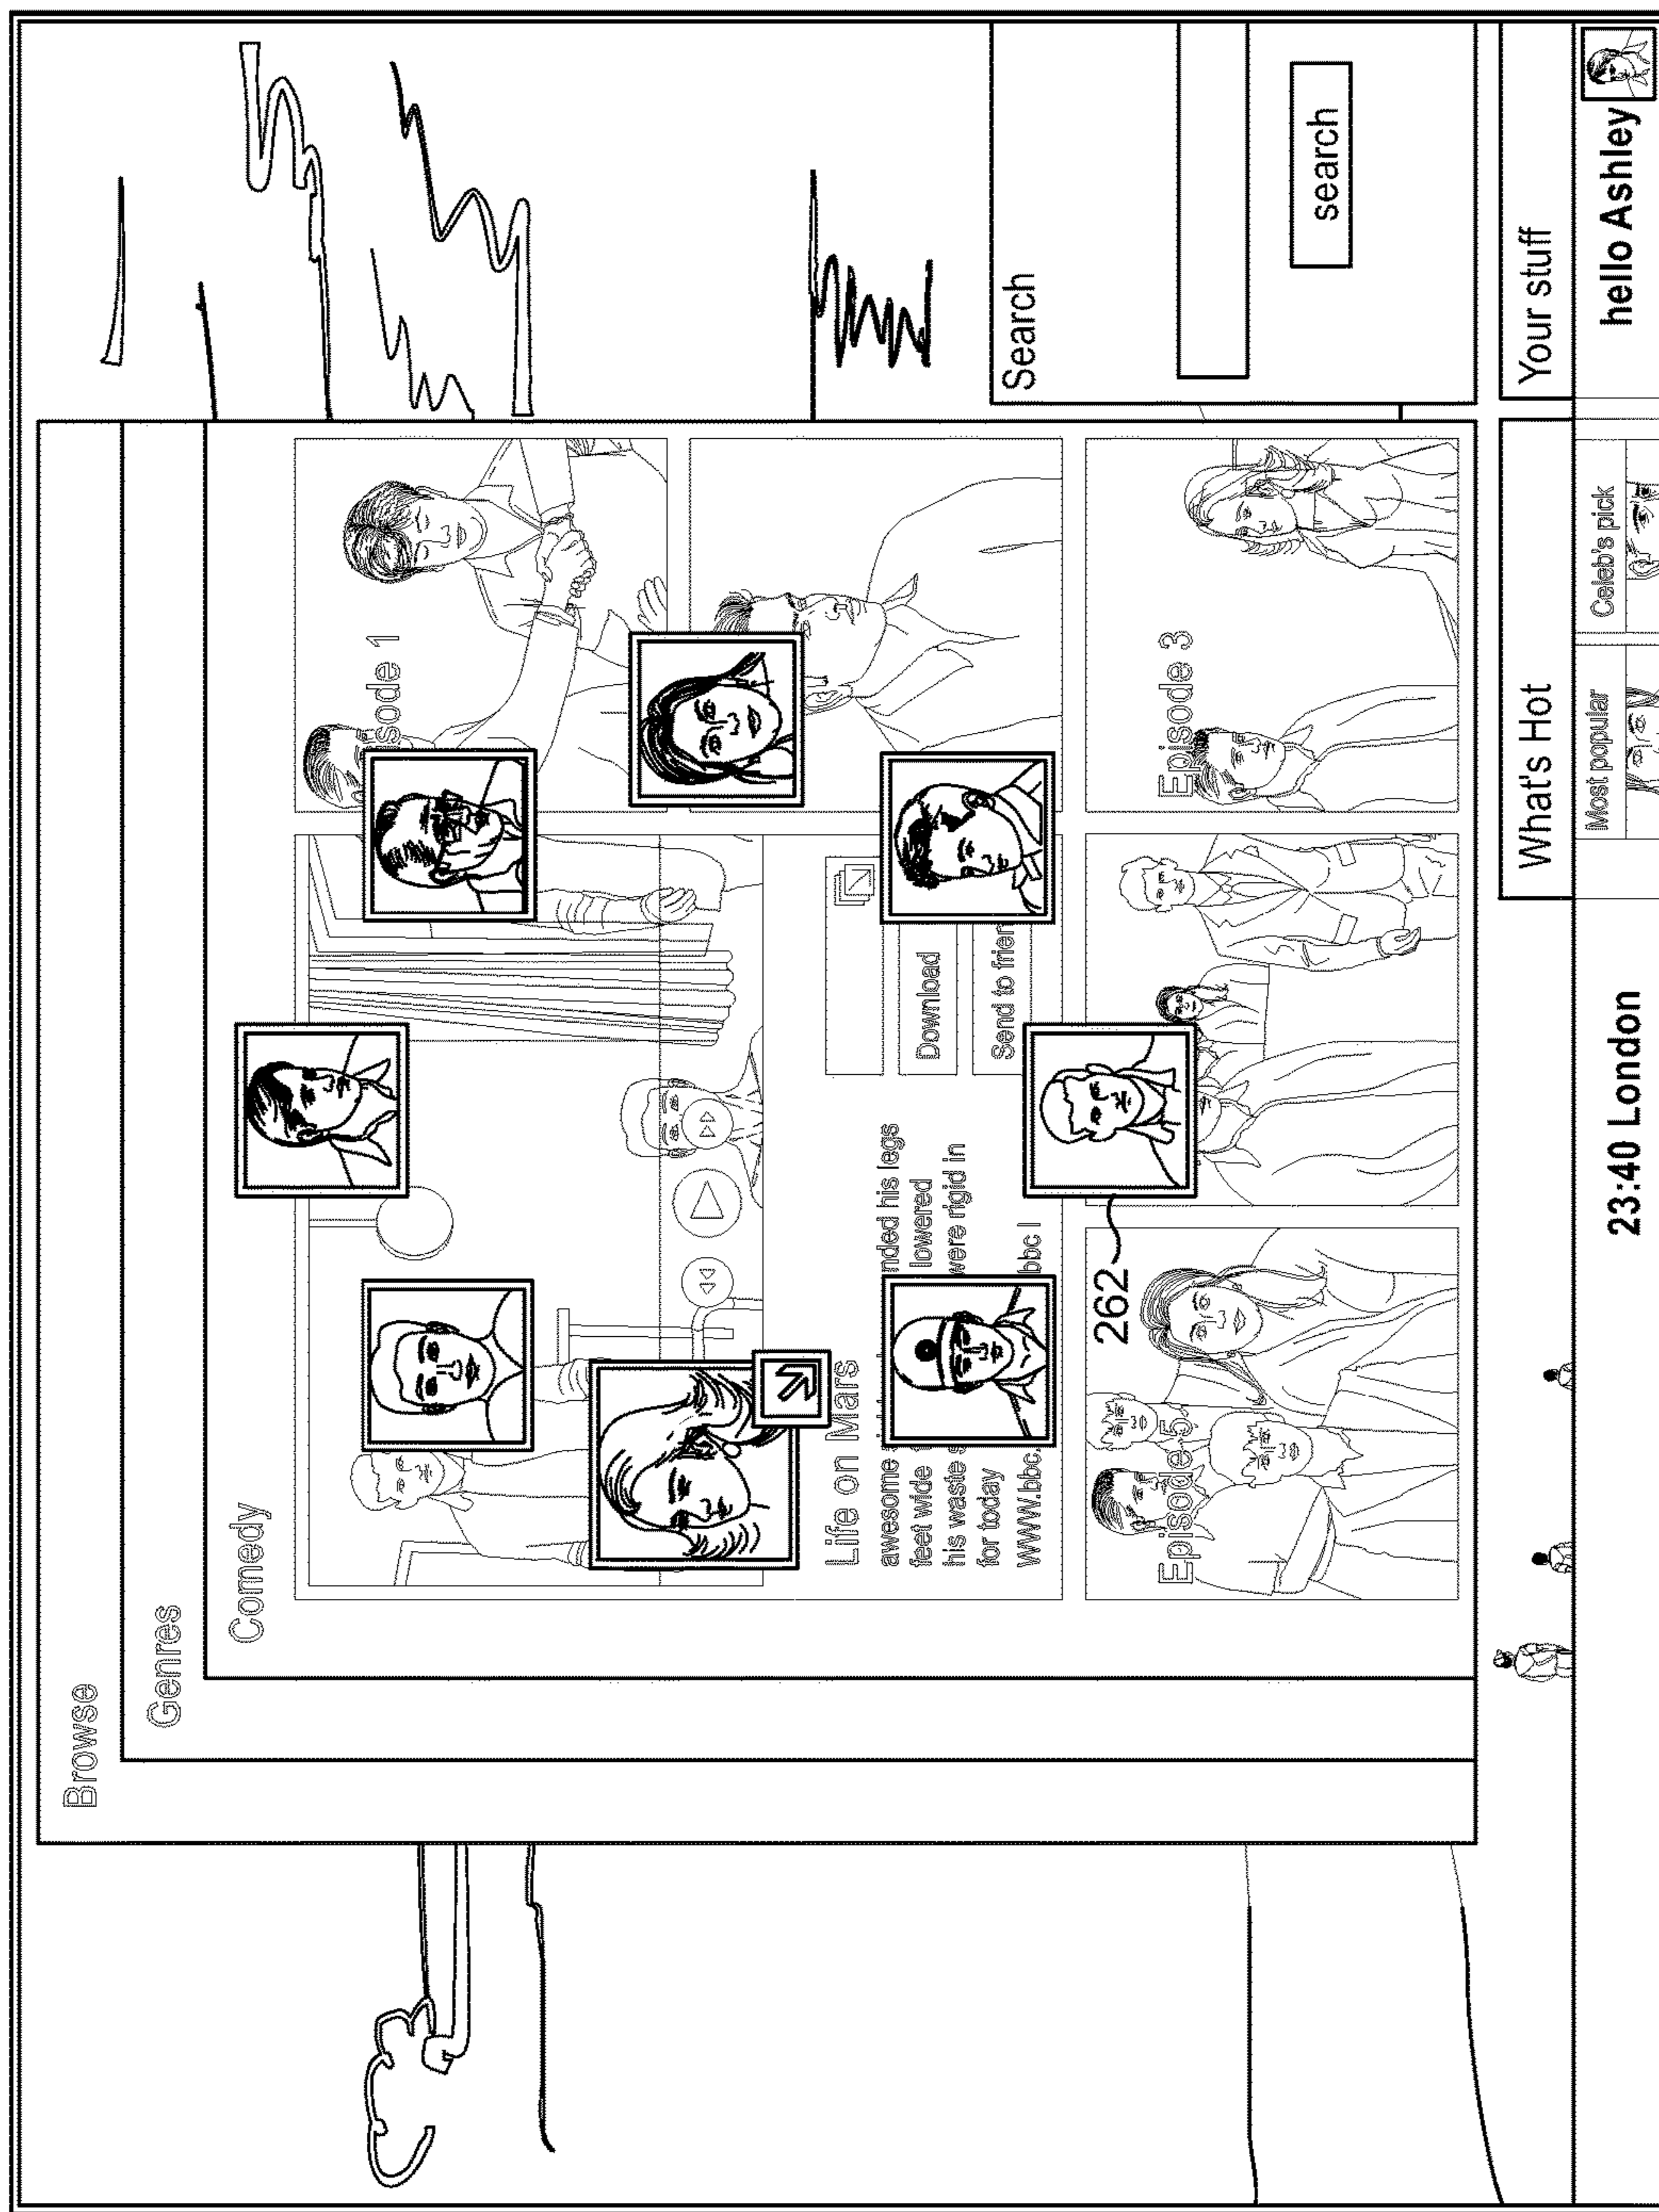 Browse
Genres
Comedy
sode 1
Life on Mars
awesome
nded his legs
feet wide
lowered
his waste s
were rigid in
for today
WWW.bbc.
bbc I
Download
Send to frien
262
Episode 5
Episode 3
Search
search
What's Hot
Your stuff
Most popular
Celeb's pick
23:40 London
hello Ashley